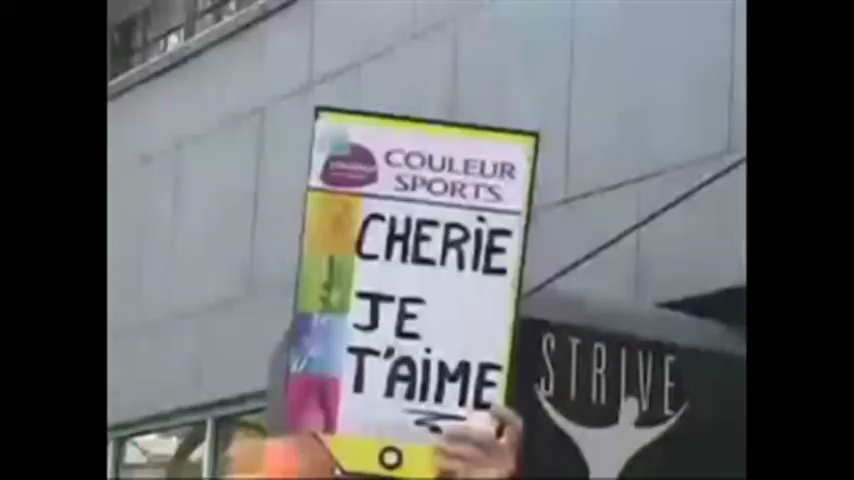 COULEUR
SPORTS
CHERiE
JE
T'AiME
STRIVE